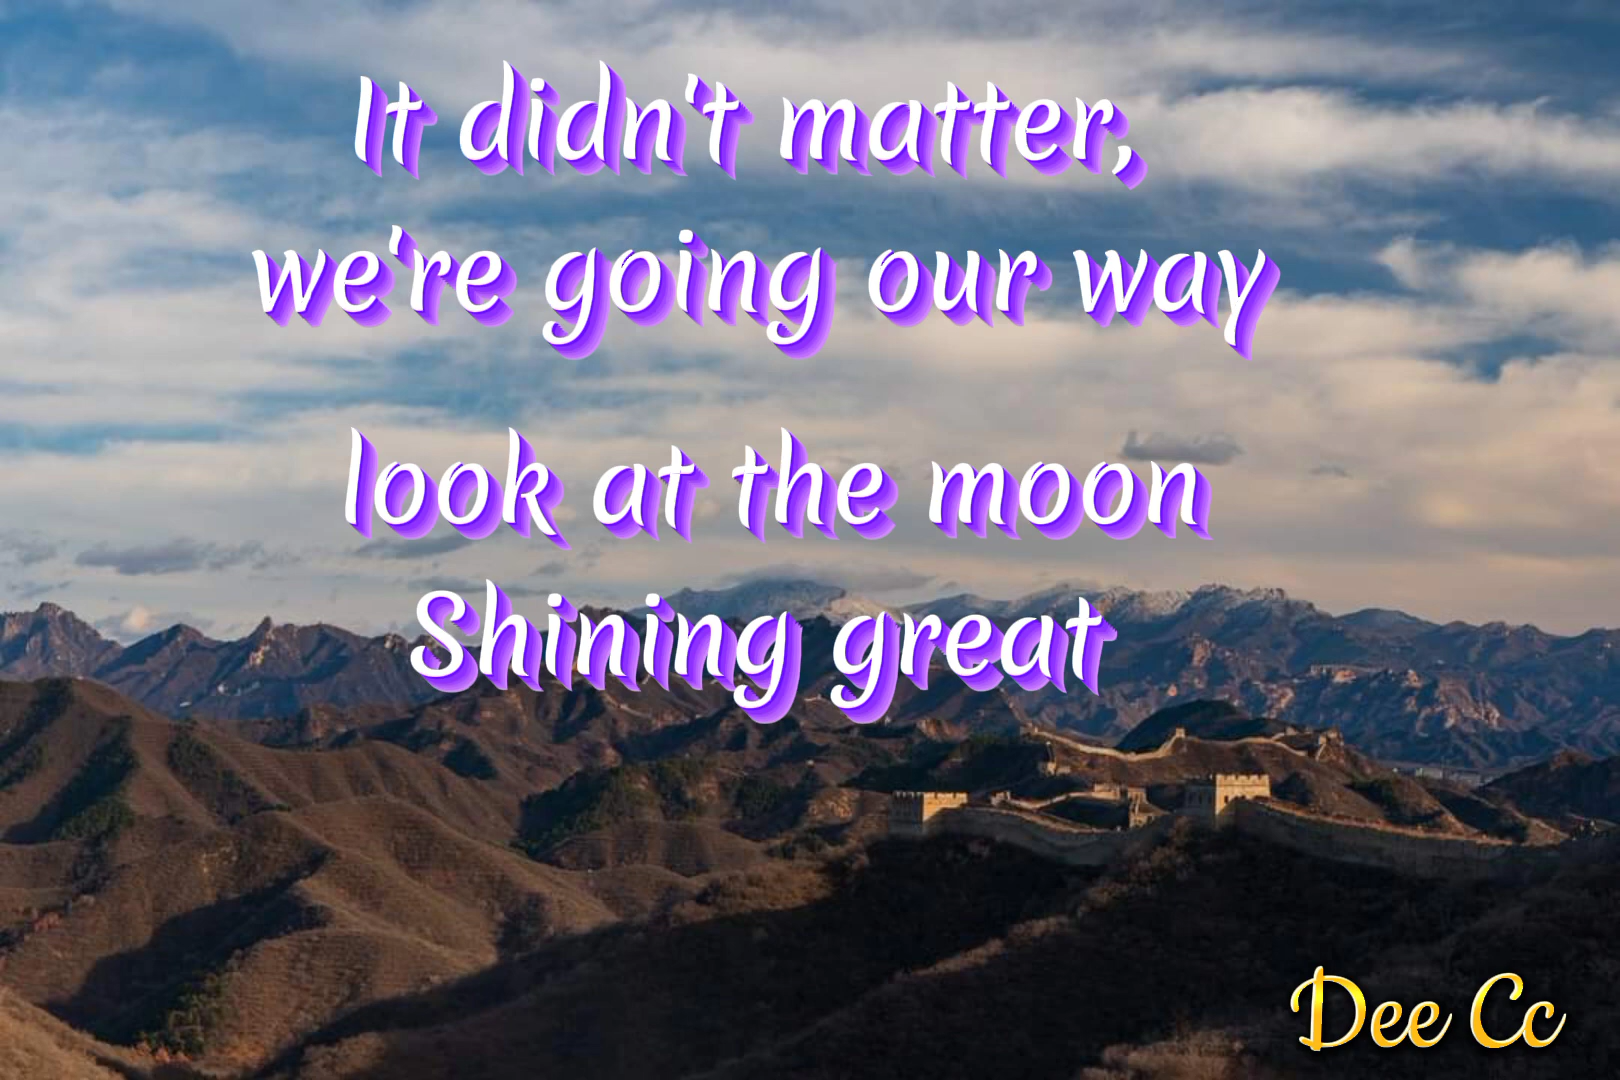 It didn't matter,
we're going our way
look at the moon
Shining great
Dee Cc